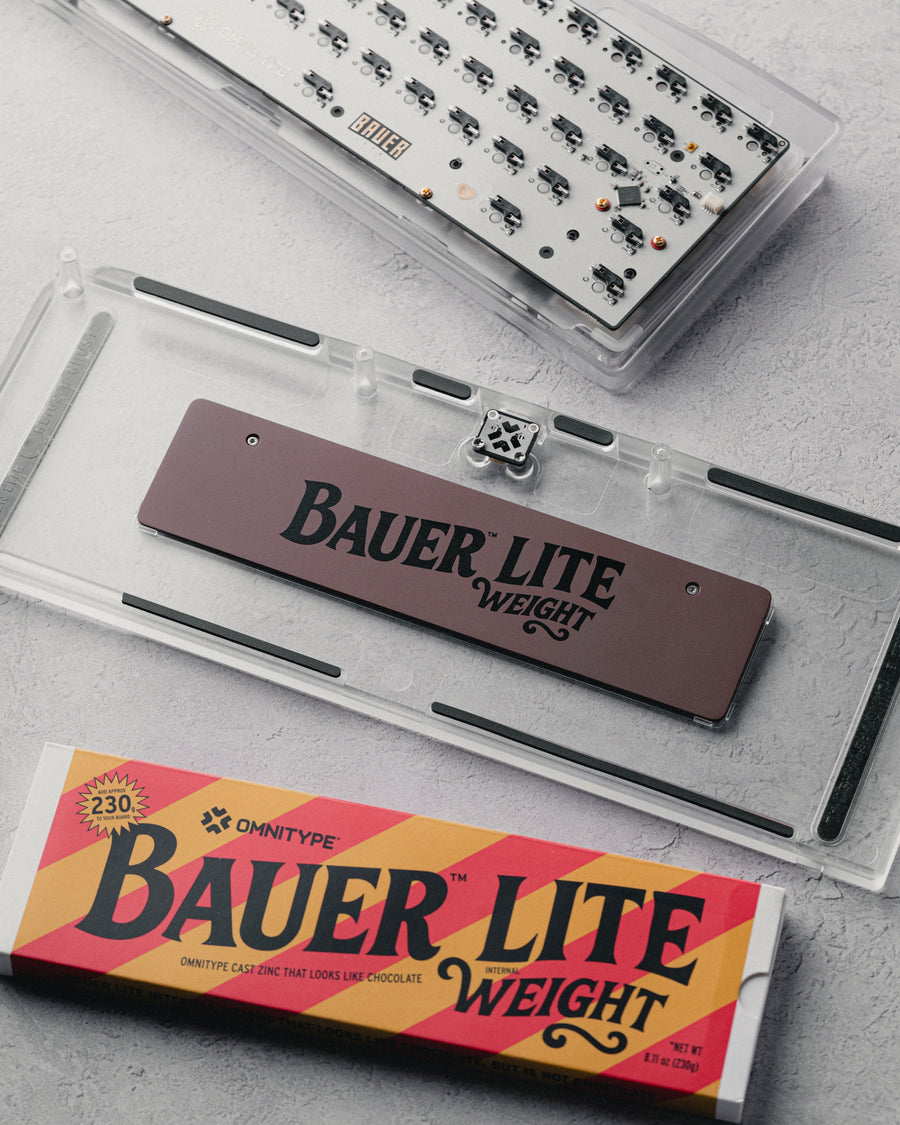 OMNITYPE
BAUER
BAUER™ LITE
WEIGHT
ADD APPROX
230g
TO YOUR BOARD
OMNITYPE®
BAUER™ LITE
OMNITYPE CAST ZINC THAT LOOKS LIKE CHOCOLATE
INTERNAL
WEIGHT
*NET WT
8.11 oz (230g)